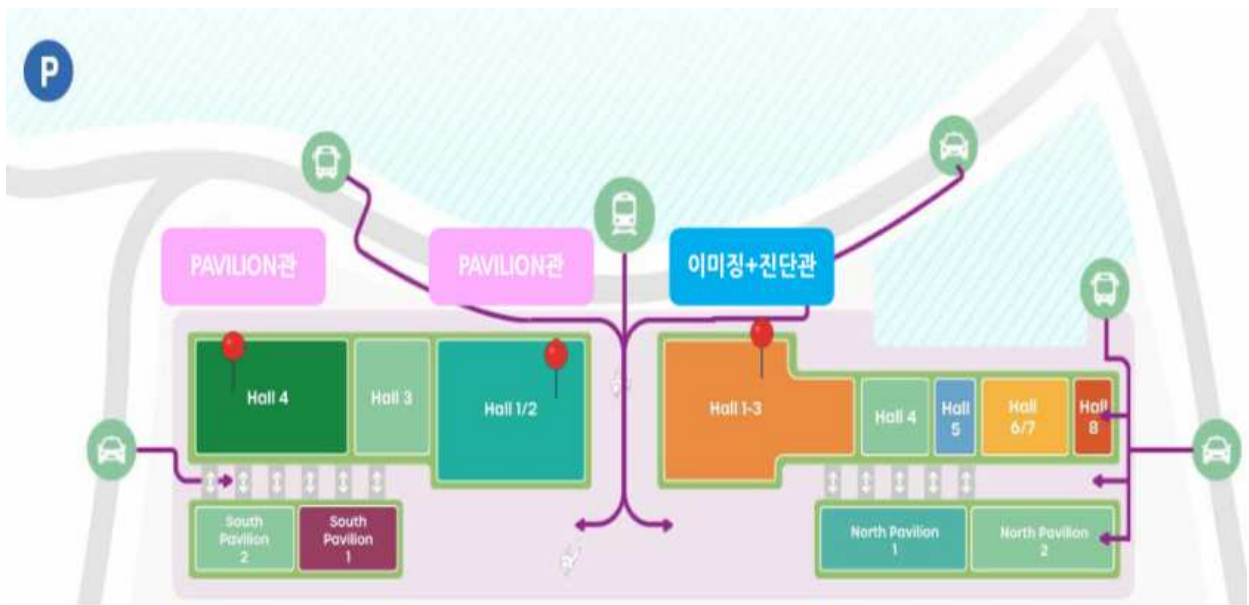 P
PAVILION관
PAVILION관
이미징+진단관
Hall 4
Hall 3
Hall 1/2
Hall 1-3
Hall 4
Hall
5
Hall
6/7
Hall
8
South
Pavilion
2
South
Pavilion
1
North Pavilion
1
North Pavilion
2